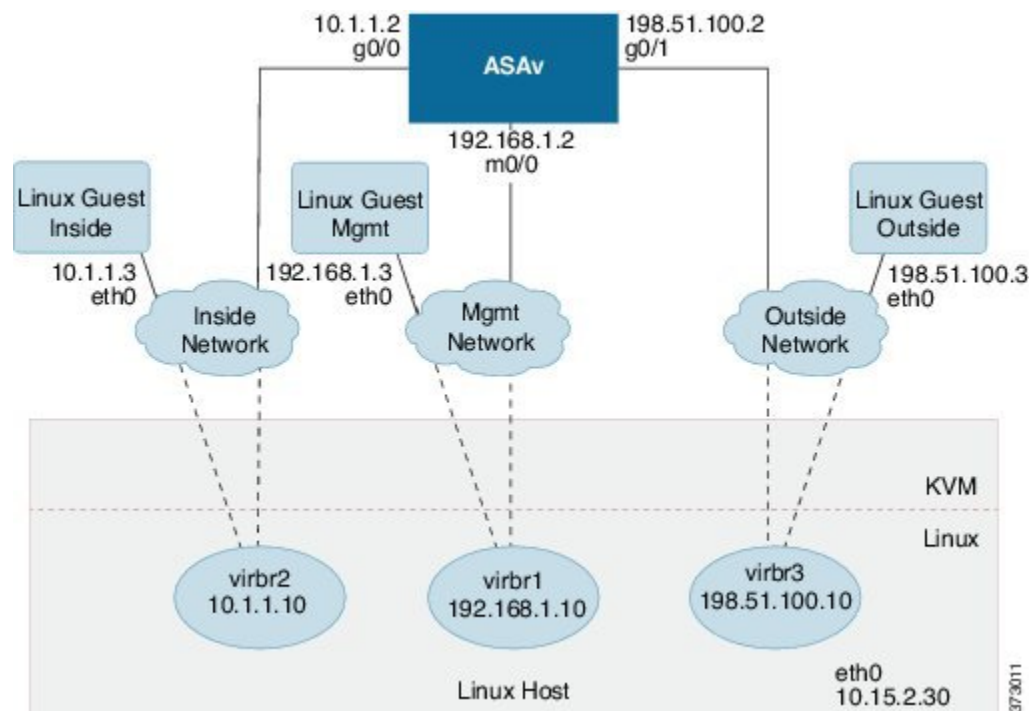 10.1.1.2
g0/0
ASAv
198.51.100.2
g0/1
192.168.1.2
m0/0
Linux Guest
Inside
Linux Guest
Mgmt
Linux Guest
Outside
10.1.1.3
eth0
192.168.1.3
eth0
198.51.100.3
eth0
Inside
Network
Mgmt
Network
Outside
Network
KVM
Linux
virbr2
10.1.1.10
virbr1
192.168.1.10
virbr3
198.51.100.10
Linux Host
eth0
10.15.2.30
373011